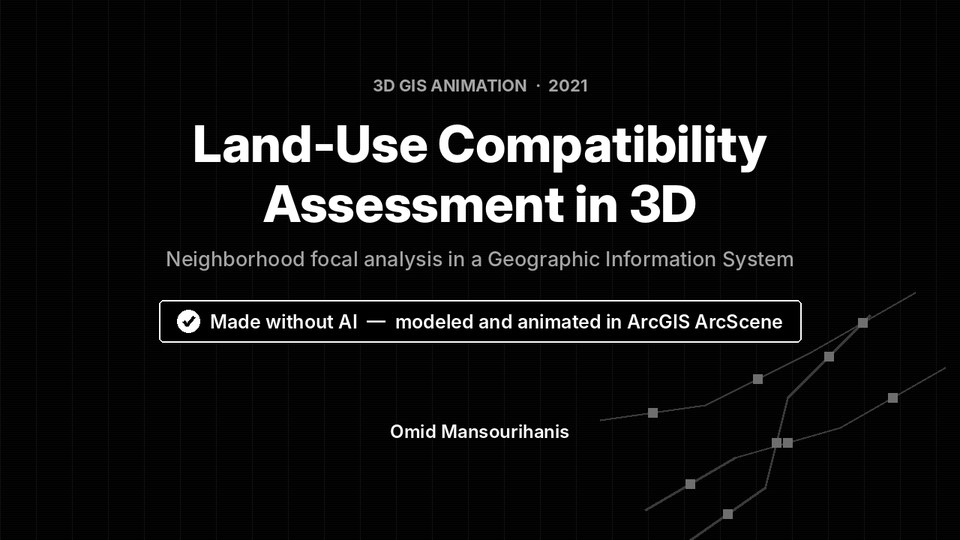 3D GIS ANIMATION · 2021
Land-Use Compatibility
Assessment in 3D
Neighborhood focal analysis in a Geographic Information System
Made without AI — modeled and animated in ArcGIS ArcScene
Omid Mansourihanis